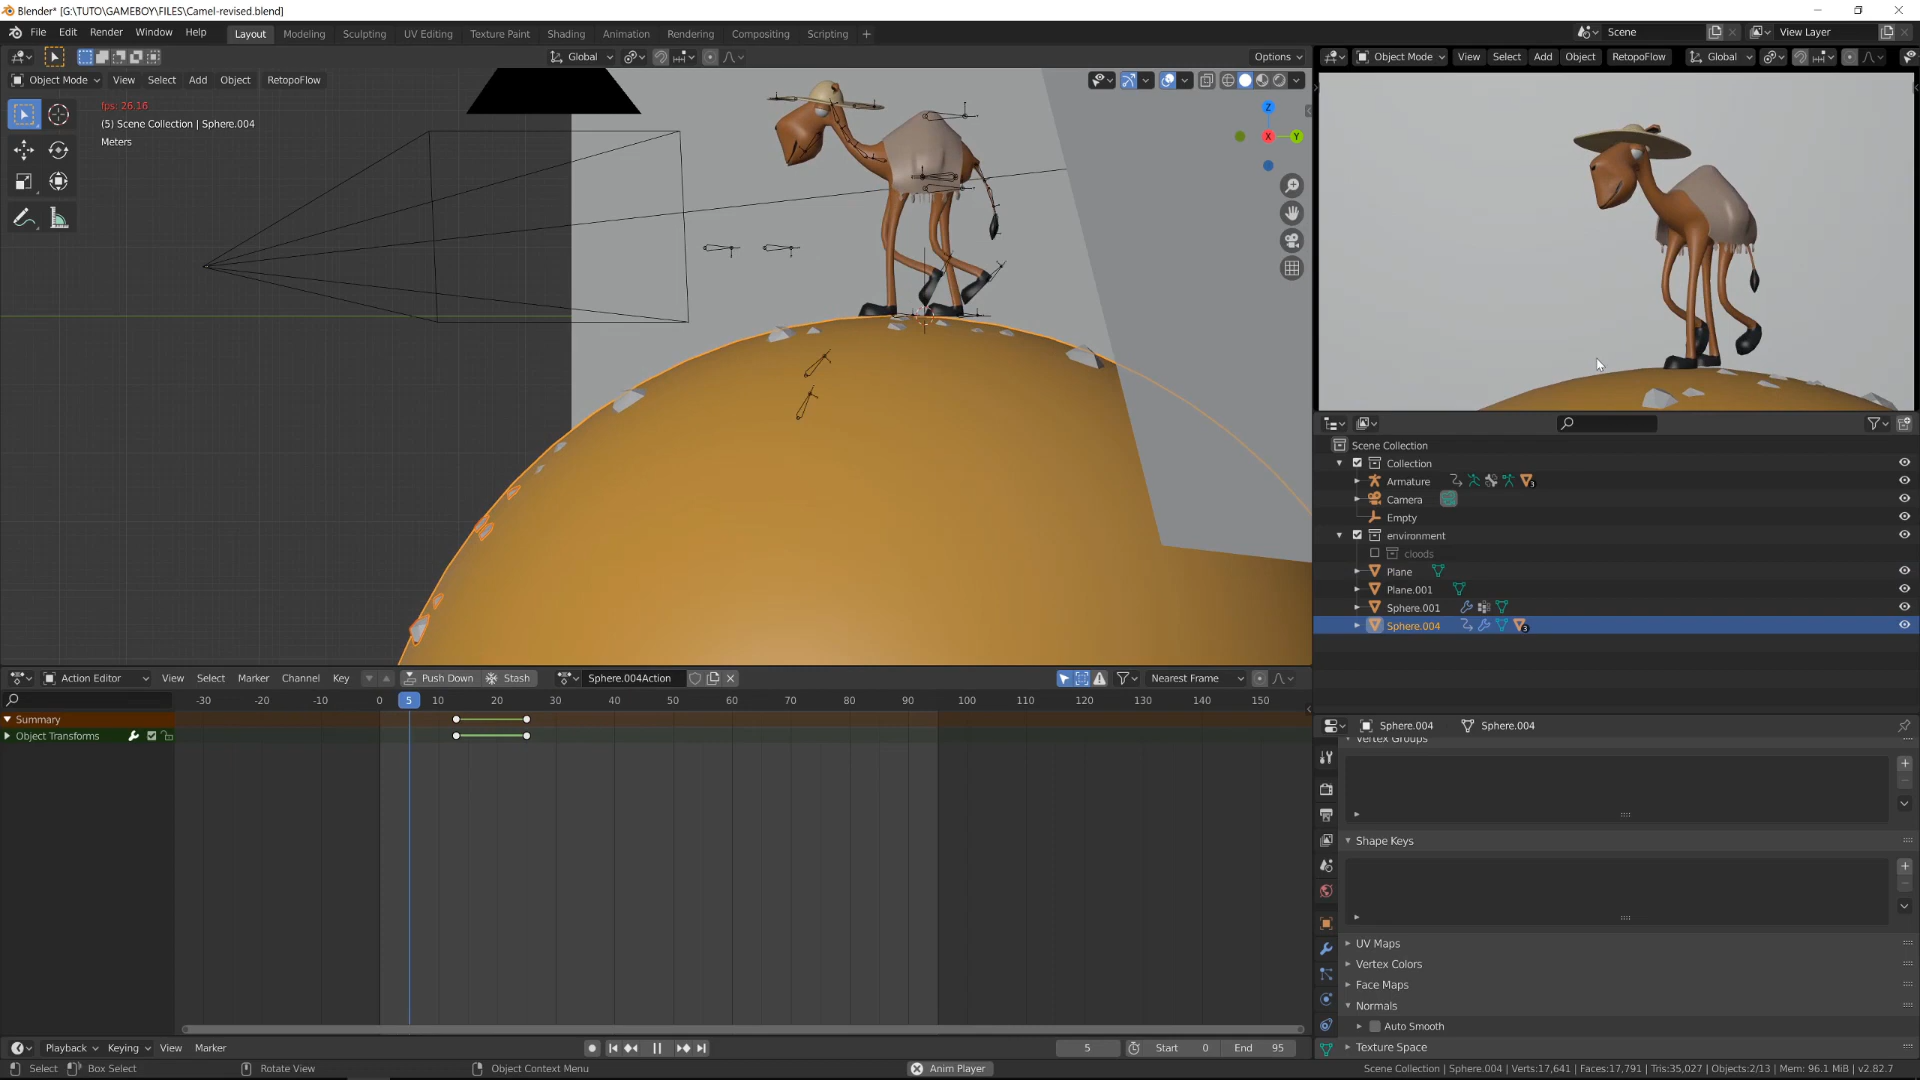 Blender* [G:\TUTO\GAMEBOY\FILES\Camel-revised.blend]
File Edit Render Window Help Layout Modeling Sculpting UV Editing Texture Paint Shading Animation Rendering Compositing Scripting + Scene View Layer
Global Options
Object Mode View Select Add Object RetopoFlow
Object Mode View Select Add Object RetopoFlow Global
fps: 26.16
(5) Scene Collection | Sphere.004
Meters
Z
X
Y
Scene Collection
Collection
Armature 3
Camera
Empty
environment
cloods
Plane
Plane.001
Sphere.001
Sphere.004 3
Action Editor View Select Marker Channel Key Push Down Stash Sphere.004Action Nearest Frame
-30 -20 -10 0 5 10 20 30 40 50 60 70 80 90 100 110 120 130 140 150
Summary
Object Transforms
Sphere.004 Sphere.004
Vertex Groups
Shape Keys
UV Maps
Vertex Colors
Face Maps
Normals
Auto Smooth
Texture Space
Playback Keying View Marker 5 Start 0 End 95
Select Box Select Rotate View Object Context Menu Anim Player Scene Collection | Sphere.004 | Verts:17,641 | Faces:17,791 | Tris:35,027 | Objects:2/13 | Mem: 96.1 MiB | v2.82.7